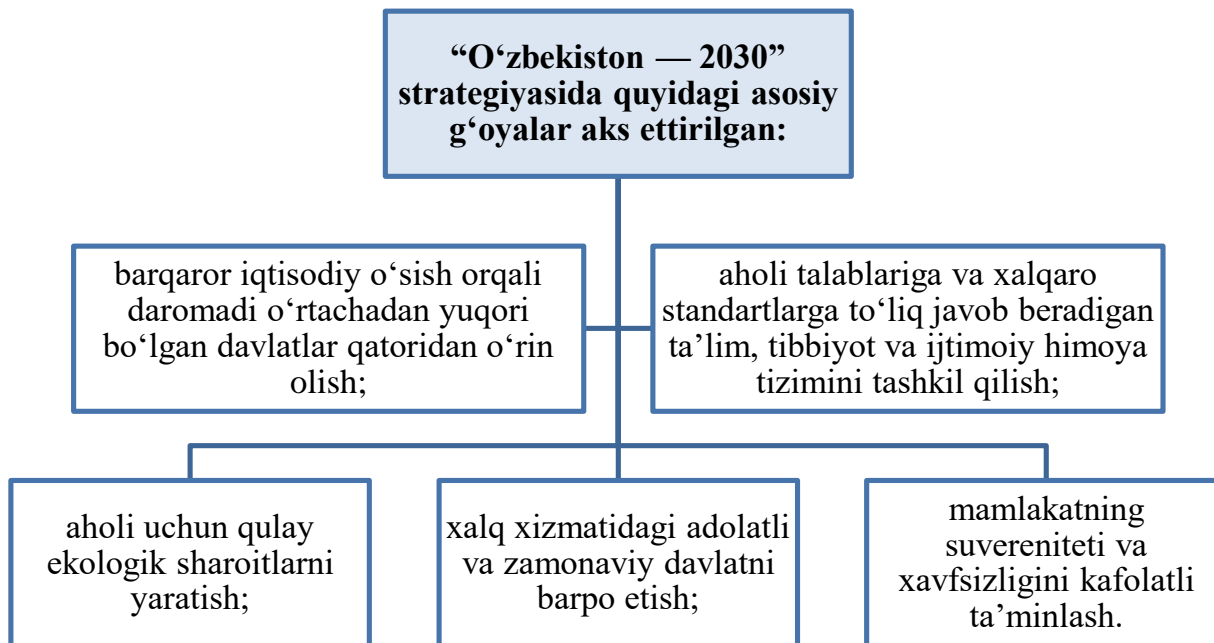 “O‘zbekiston — 2030”
strategiyasida quyidagi asosiy
g‘oyalar aks ettirilgan:
barqaror iqtisodiy o‘sish orqali
daromadi o‘rtachadan yuqori
bo‘lgan davlatlar qatoridan o‘rin
olish;
aholi talablariga va xalqaro
standartlarga to‘liq javob beradigan
ta’lim, tibbiyot va ijtimoiy himoya
tizimini tashkil qilish;
aholi uchun qulay
ekologik sharoitlarni
yaratish;
xalq xizmatidagi adolatli
va zamonaviy davlatni
barpo etish;
mamlakatning
suvereniteti va
xavfsizligini kafolatli
ta’minlash.